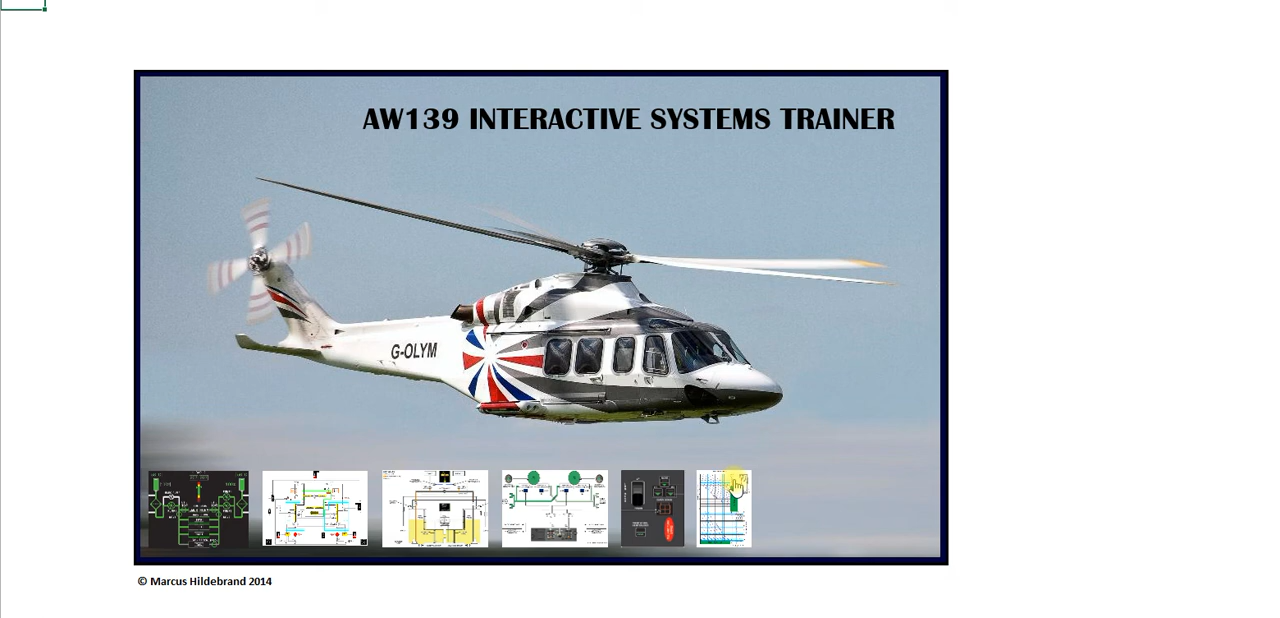 AW139 INTERACTIVE SYSTEMS TRAINER
G-OLYM
© Marcus Hildebrand 2014